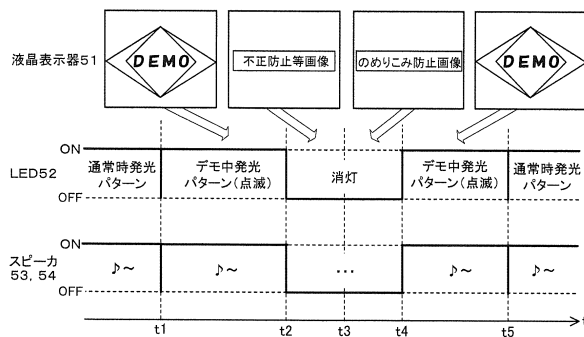 液晶表示器51
DEMO
不正防止等画像
のめりこみ防止画像
DEMO
LED52
ON
OFF
通常時発光
パターン
デモ中発光
パターン(点滅)
消灯
デモ中発光
パターン(点滅)
通常時発光
パターン
スピーカ
53, 54
ON
OFF
♪～
♪～
…
♪～
♪～
t1
t2
t3
t4
t5
t